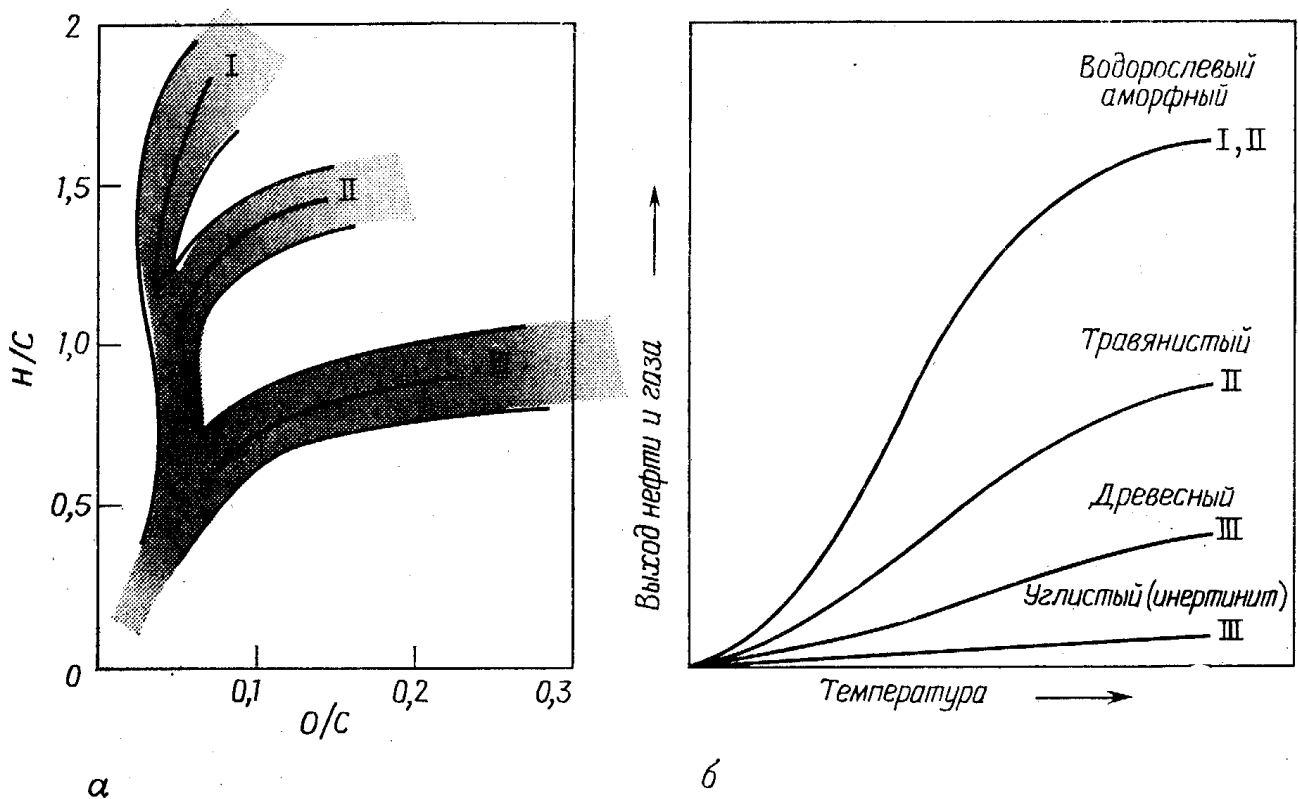 2
1,5
1,0
0,5
0
H/C
0,1
0,2
0,3
O/C
I
II
III
а
Выход нефти и газа
Температура
Водорослевый
аморфный
I, II
Травянистый
II
Древесный
III
Углистый (инертинит)
III
б